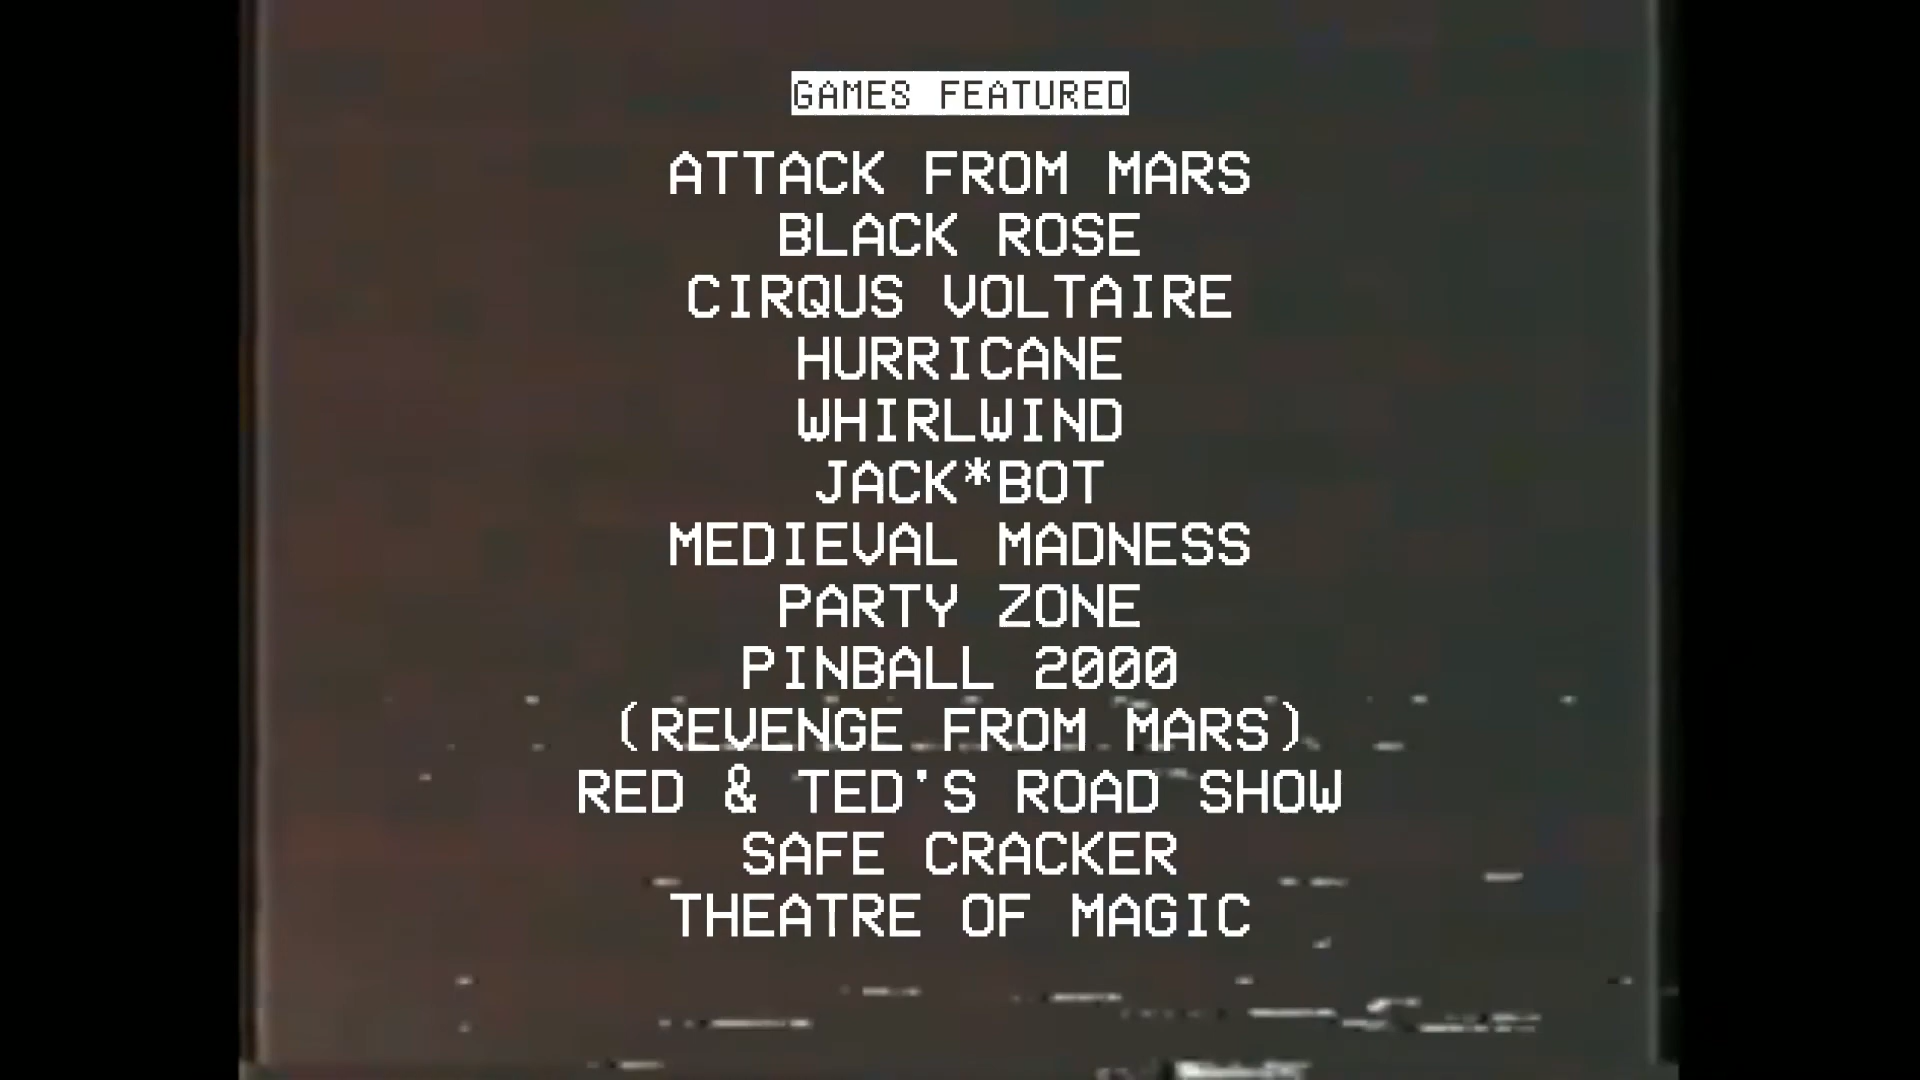 GAMES FEATURED
ATTACK FROM MARS
BLACK ROSE
CIRQUS VOLTAIRE
HURRICANE
WHIRLWIND
JACK*BOT
MEDIEVAL MADNESS
PARTY ZONE
PINBALL 2000
(REVENGE FROM MARS)
RED & TED'S ROAD SHOW
SAFE CRACKER
THEATRE OF MAGIC